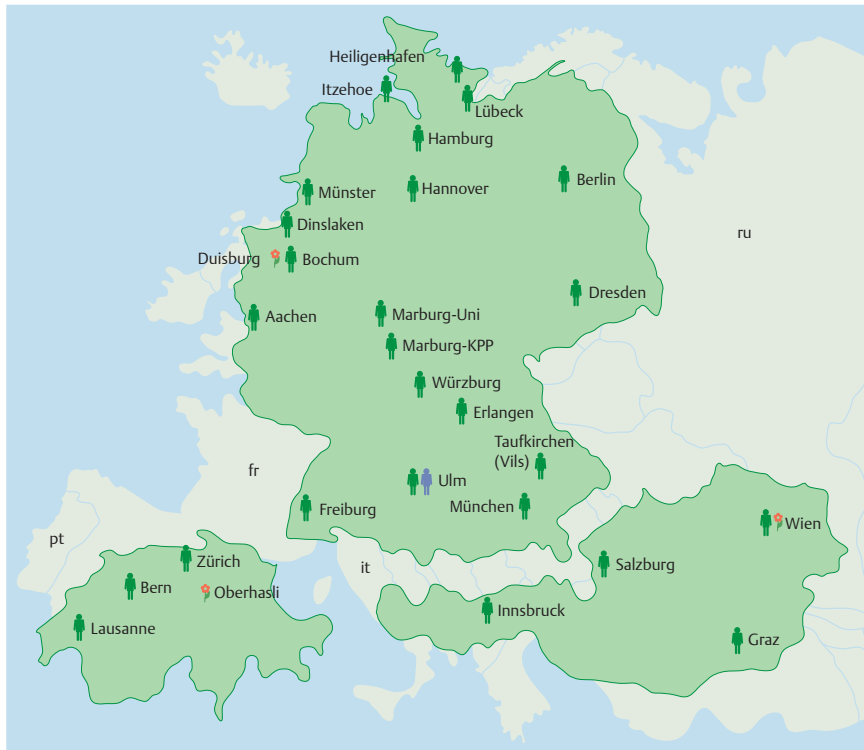 Heiligenhafen
Itzehoe
Lübeck
Hamburg
Münster
Hannover
Berlin
Dinslaken
ru
Duisburg
Bochum
Dresden
Aachen
Marburg-Uni
Marburg-KPP
Würzburg
Erlangen
Taufkirchen
(Vils)
fr
Ulm
Freiburg
München
Wien
pt
Zürich
it
Salzburg
Bern
Oberhasli
Innsbruck
Lausanne
Graz